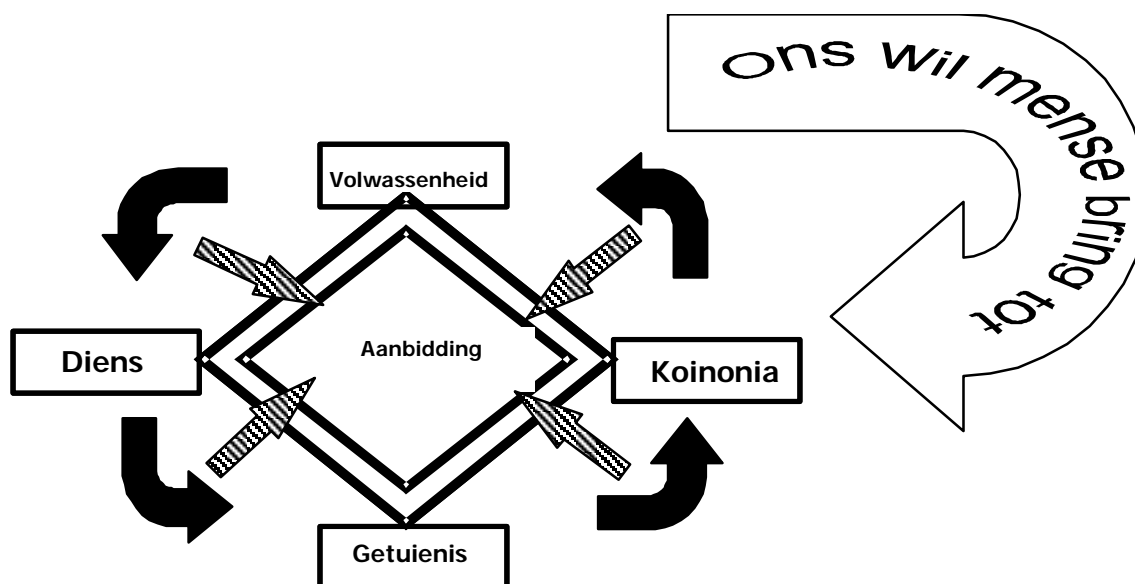 Ons wil mense bring tot
Volwassenheid
Aanbidding
Diens
Koinonia
Getuienis